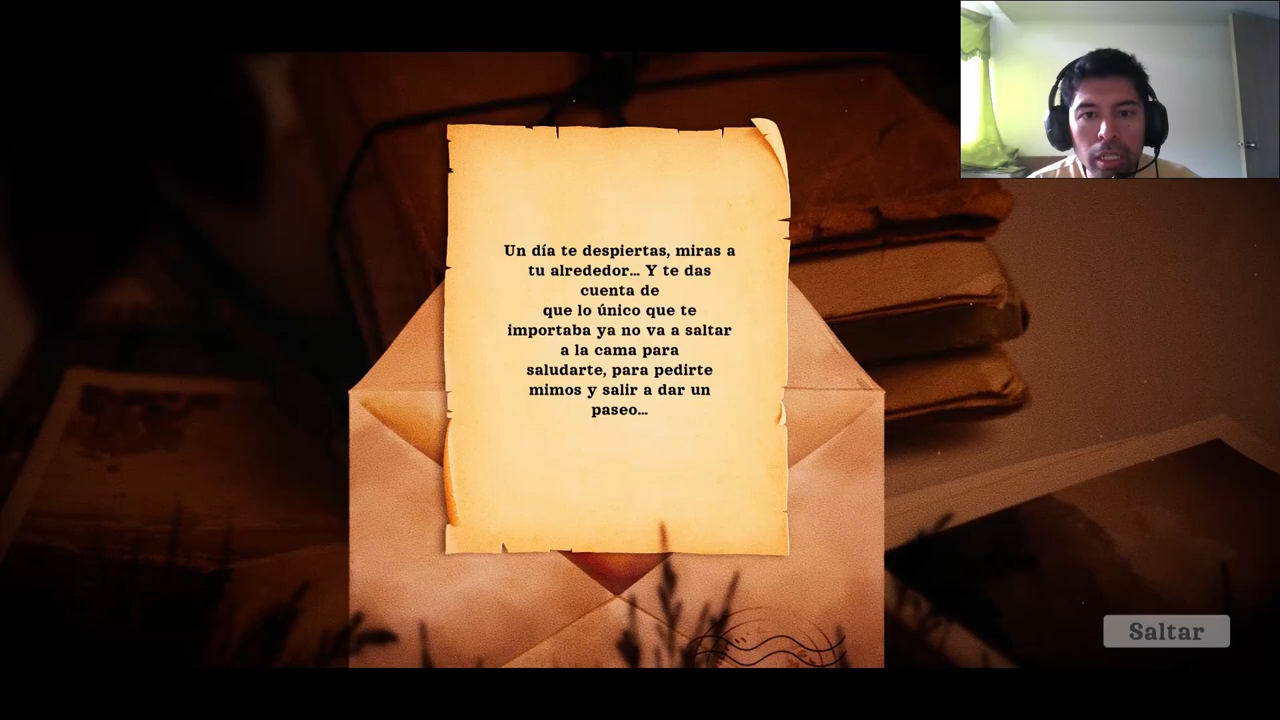 Un día te despiertas, miras a
tu alrededor... Y te das
cuenta de
que lo único que te
importaba ya no va a saltar
a la cama para
saludarte, para pedirte
mimos y salir a dar un
paseo...
Saltar